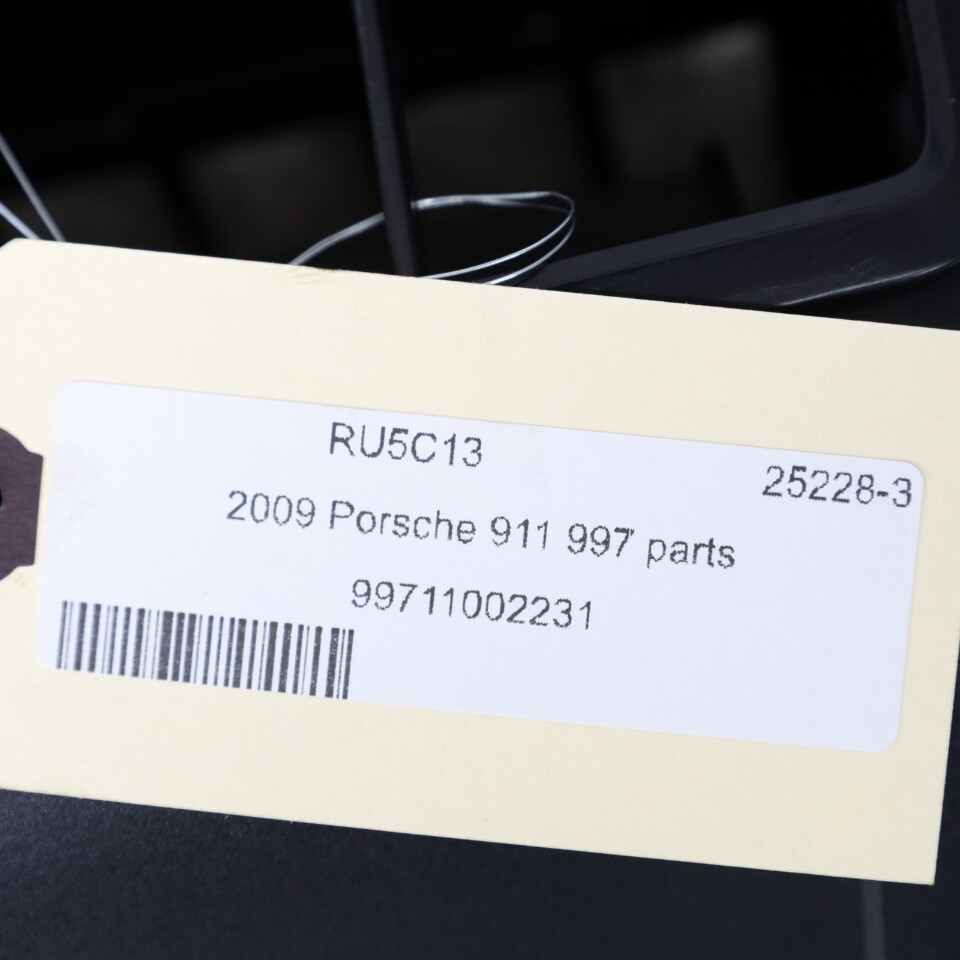 RU5C13
25228-3
2009 Porsche 911 997 parts
99711002231